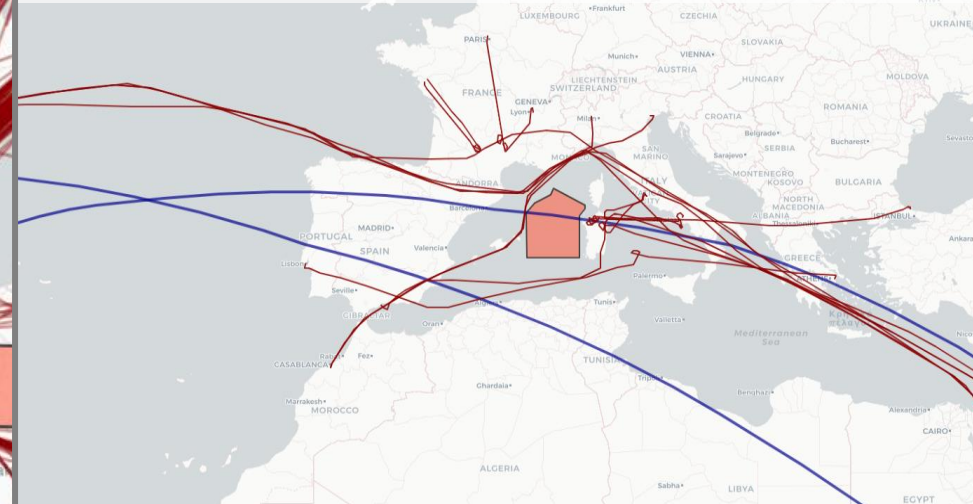 Frankfurt
LUXEMBOURG
CZECHIA
UKRAINE
PARIS
SLOVAKIA
Munich
VIENNA
AUSTRIA
LIECHTENSTEIN
SWITZERLAND
HUNGARY
MOLDOVA
FRANCE
GENEVA
Lyon
Milan
CROATIA
ROMANIA
Belgrade
Bucharest
SAN
MARINO
Sarajevo
SERBIA
MONTENEGRO
KOSOVO
BULGARIA
ANDORRA
ITALY
CITY
NORTH
MACEDONIA
ALBANIA
ISTANBUL
Thessaloniki
MADRID
PORTUGAL
SPAIN
Valencia
Lisbon
GREECE
ATHENS
Seville
Palermo
GIBRALTAR
Algiers
Tunis
Oran
Valletta
Mediterranean
Sea
Rabat
Fez
CASABLANCA
TUNISIA
Tripoli
Ghardaia
Benghazi
Marrakesh
MOROCCO
Alexandria
CAIRO
ALGERIA
Sabha
LIBYA
EGYPT